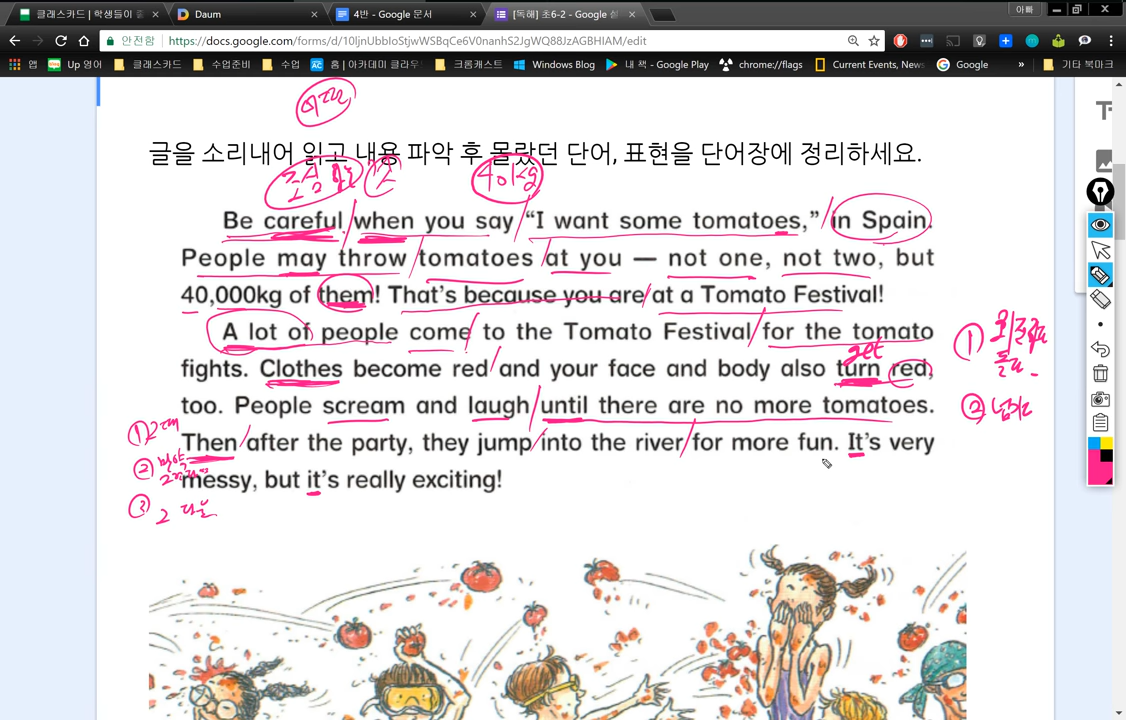 클래스카드 | 학생들이 좋
Daum
4반 - Google 문서
[독해] 초6-2 - Google 설
아빠
안전함
https://docs.google.com/forms/d/10IjnUbbIoStjwWSBqCe6V0nanhS2JgWQ88JzAGBHIAM/edit
앱
Up 영어
클래스카드
수업준비
수업
홈 | 아카데미 클라우
크롬캐스트
Windows Blog
내 책 - Google Play
chrome://flags
Current Events, News
Google
»
기타 북마크
글을 소리내어 읽고 내용 파악 후 몰랐던 단어, 표현을 단어장에 정리하세요.
Be careful when you say “I want some tomatoes,” in Spain.
People may throw tomatoes at you — not one, not two, but
40,000kg of them! That’s because you are at a Tomato Festival!
A lot of people come to the Tomato Festival for the tomato
get
fights. Clothes become red and your face and body also turn red,
too. People scream and laugh until there are no more tomatoes.
① 그때
Then after the party, they jump into the river for more fun. It’s very
②
messy, but it’s really exciting!
③ 그 다음
①
②